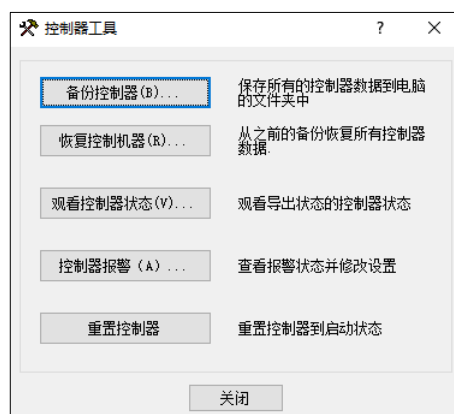 控制器工具
?
备份控制器(B)...
保存所有的控制器数据到电脑
的文件夹中
恢复控制机器(R)...
从之前的备份恢复所有控制器
数据.
观看控制器状态(V)...
观看导出状态的控制器状态
控制器报警 (A) ...
查看报警状态并修改设置
重置控制器
重置控制器到启动状态
关闭